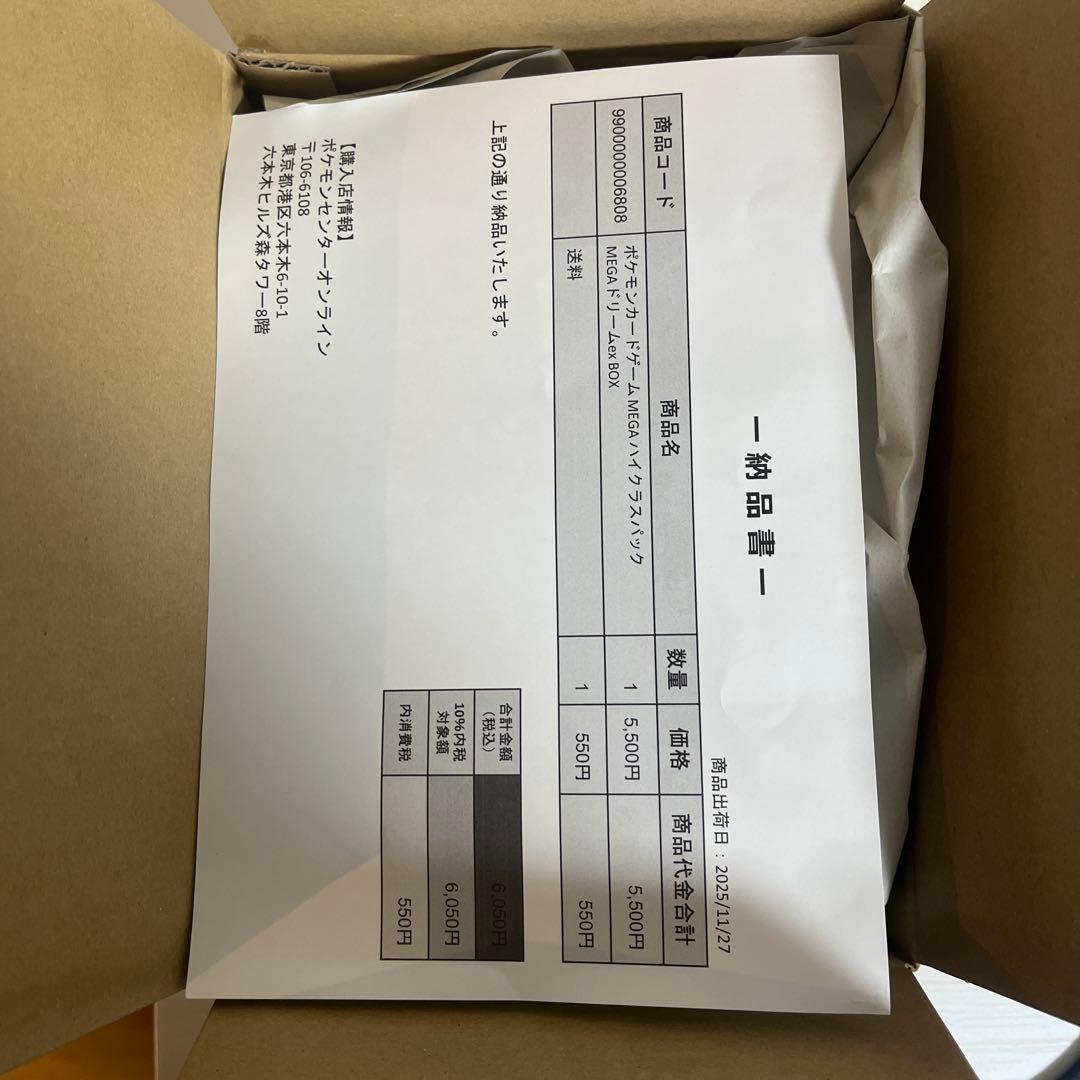 ー納品書ー
商品出荷日：2025/11/27
商品コード 商品名 数量 価格 商品代金合計
9900000006808 ポケモンカードゲーム MEGA ハイクラスパック 1 5,500円 5,500円
MEGAドリームex BOX
送料 1 550円 550円
合計金額 6,050円
（税込）
10%内税 6,050円
対象額
内消費税 550円
上記の通り納品いたします。
【購入店情報】
ポケモンセンターオンライン
〒106-6108
東京都港区六本木6-10-1
六本木ヒルズ森タワー8階